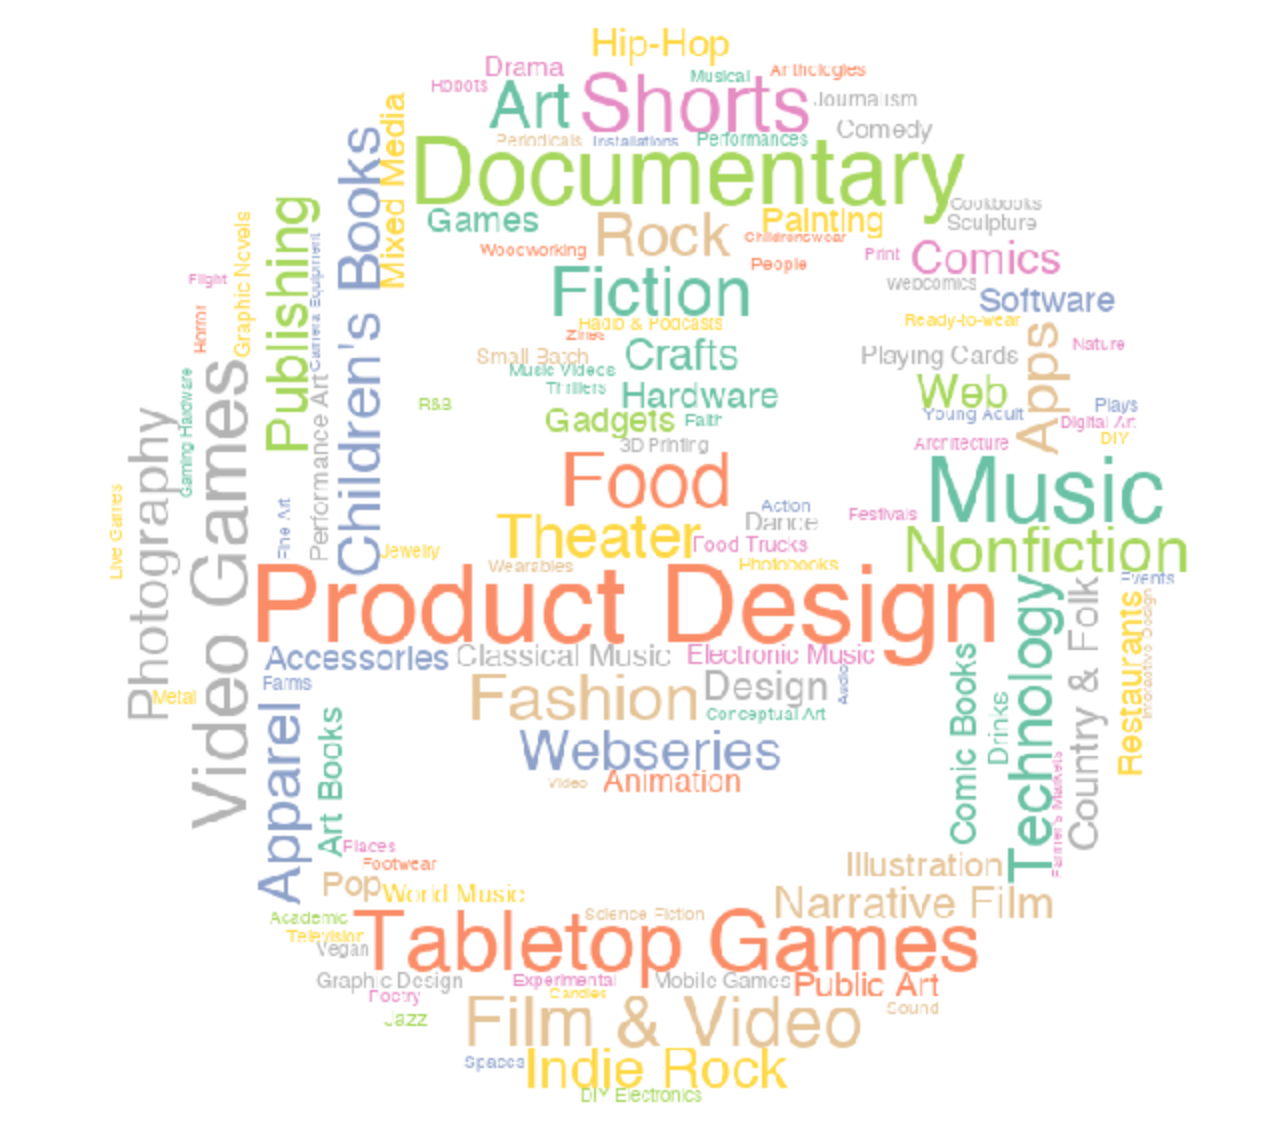 Hip-Hop
Drama
Robots
Musical
Anthologies
Art
Shorts
Journalism
Comedy
Periodicals
Installations
Performances
Mixed Media
Children's Books
Documentary
Cookbooks
Sculpture
Games
Rock
Painting
Woodworking
Childrenswear
People
Print
Comics
Webcomics
Software
Flight
Graphic Novels
Publishing
Camera Equipment
Horror
Fiction
Radio & Podcasts
Zines
Ready-to-wear
Apps
Nature
Small Batch
Crafts
Playing Cards
Music Videos
Thrillers
Hardware
Web
Young Adult
Plays
Digital Art
DIY
R&B
Gadgets
Faith
Architecture
3D Printing
Gaming Hardware
Video Games
Photography
Live Games
Performance Art
Fine Art
Food
Music
Action
Dance
Festivals
Theater
Food Trucks
Nonfiction
Jewelry
Wearables
Photobooks
Events
Product Design
Technology
Country & Folk
Restaurants
Interactive Design
Accessories
Classical Music
Electronic Music
Comic Books
Farms
Metal
Fashion
Design
Audio
Conceptual Art
Drinks
Apparel
Art Books
Webseries
Video
Animation
Farmer's Markets
Places
Footwear
Illustration
Pop
World Music
Narrative Film
Academic
Science Fiction
Television
Vegan
Tabletop Games
Graphic Design
Experimental
Mobile Games
Public Art
Poetry
Candles
Sound
Jazz
Film & Video
Spaces
Indie Rock
DIY Electronics